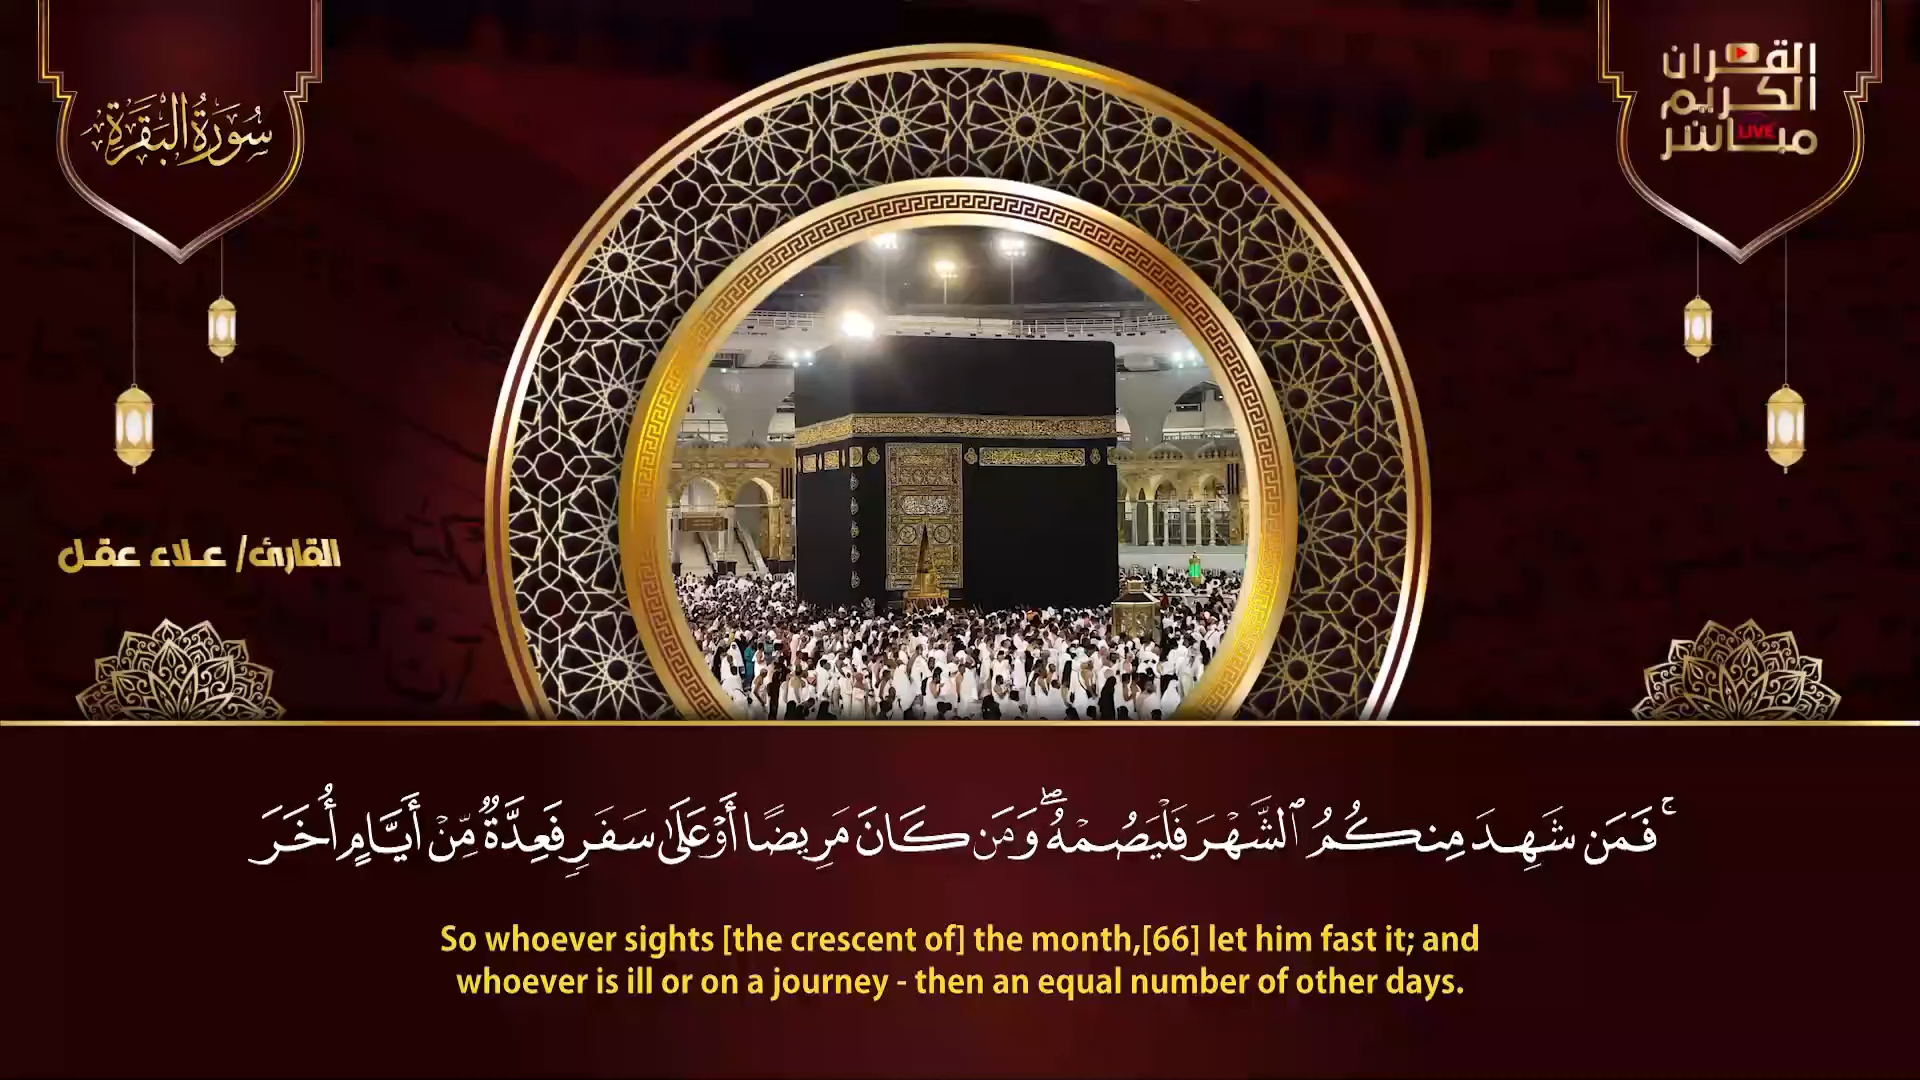 سُورَةُ البَقَرَةِ
القرآن
الكريم
مباشر
LIVE
القارئ/ علاء عقل
ۚ فَمَن شَهِدَ مِنكُمُ ٱلشَّهْرَ فَلْيَصُمْهُ ۖ وَمَن كَانَ مَرِيضًا أَوْ عَلَىٰ سَفَرٍ فَعِدَّةٌ مِّنْ أَيَّامٍ أُخَرَ
So whoever sights [the crescent of] the month,[66] let him fast it; and
whoever is ill or on a journey - then an equal number of other days.